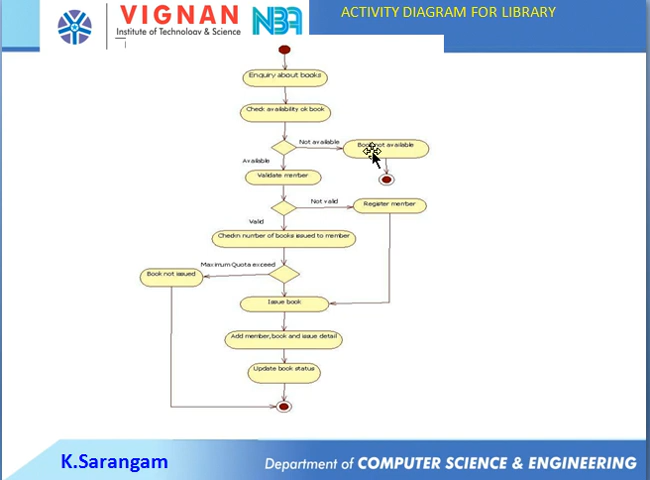 VIGNAN
Institute of Technology & Science
NBA
ACTIVITY DIAGRAM FOR LIBRARY
Enquiry about books
Check availability ok book
Not available
Book not available
Available
Validate member
Not valid
Register member
Valid
Checkin number of books issued to member
Maximum Quota exceed
Book not issued
Issue book
Add member,book and issue detail
Update book status
K.Sarangam
Department of COMPUTER SCIENCE & ENGINEERING